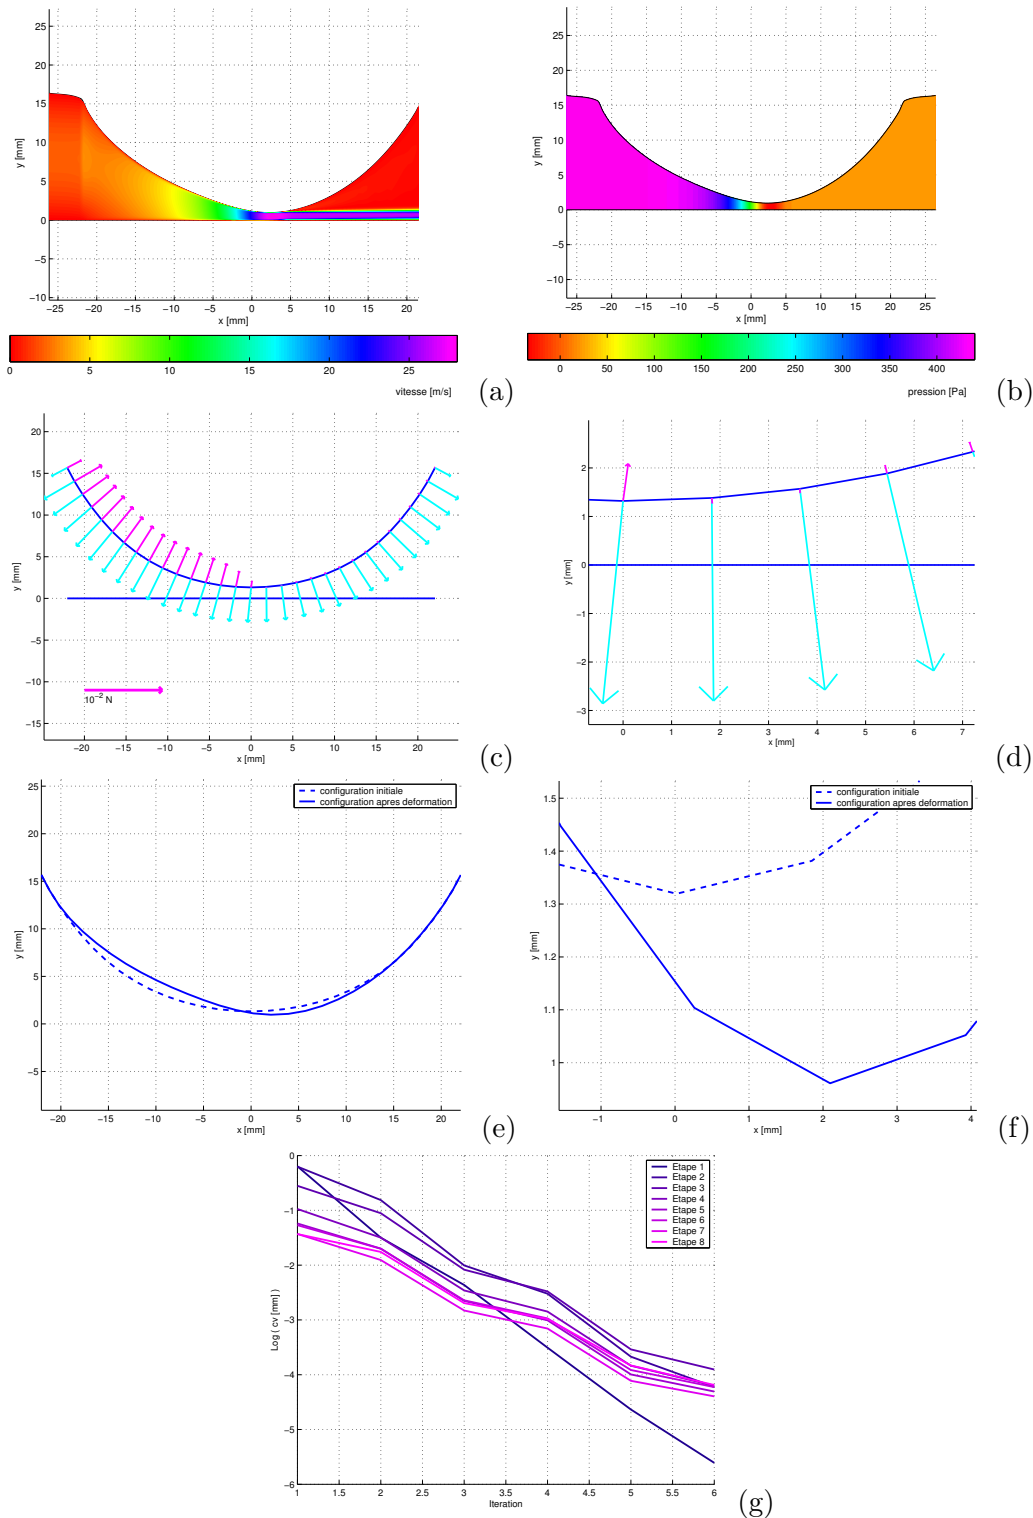 25
20
15
10
5
0
−5
−10
y [mm]
−25 −20 −15 −10 −5 0 5 10 15 20
x [mm]
0 5 10 15 20 25
vitesse [m/s]
(a)
25
20
15
10
5
0
−5
−10
y [mm]
−25 −20 −15 −10 −5 0 5 10 15 20 25
x [mm]
0 50 100 150 200 250 300 350 400
pression [Pa]
(b)
20
15
10
5
0
−5
−10
−15
y [mm]
10⁻² N
−20 −15 −10 −5 0 5 10 15 20
x [mm]
(c)
2
1
0
−1
−2
−3
y [mm]
0 1 2 3 4 5 6 7
x [mm]
(d)
configuration initiale
configuration apres deformation
25
20
15
10
5
0
−5
y [mm]
−20 −15 −10 −5 0 5 10 15 20
x [mm]
(e)
configuration initiale
configuration apres deformation
1.5
1.4
1.3
1.2
1.1
1
y [mm]
−1 0 1 2 3 4
x [mm]
(f)
Etape 1
Etape 2
Etape 3
Etape 4
Etape 5
Etape 6
Etape 7
Etape 8
0
−1
−2
−3
−4
−5
−6
Log ( cv [mm] )
1 1.5 2 2.5 3 3.5 4 4.5 5 5.5 6
Iteration
(g)